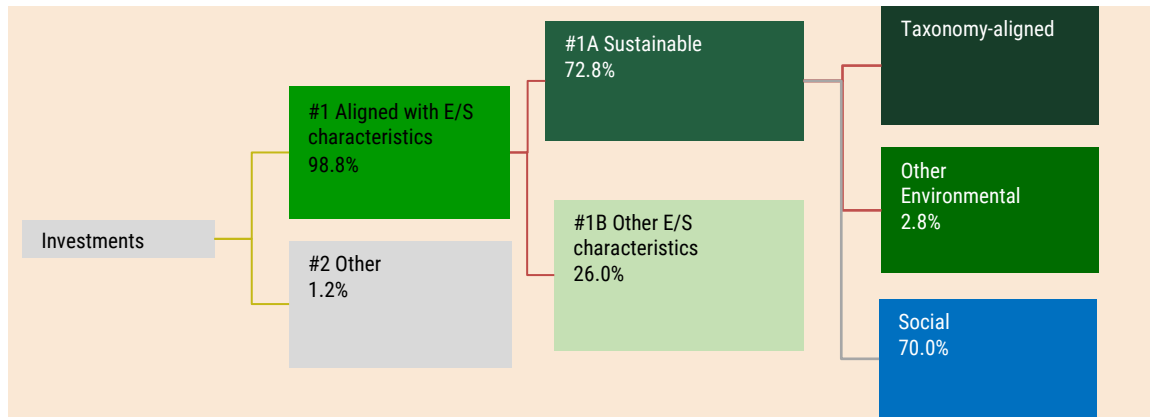 Investments
#1 Aligned with E/S
characteristics
98.8%
#2 Other
1.2%
#1A Sustainable
72.8%
#1B Other E/S
characteristics
26.0%
Taxonomy-aligned
Other
Environmental
2.8%
Social
70.0%